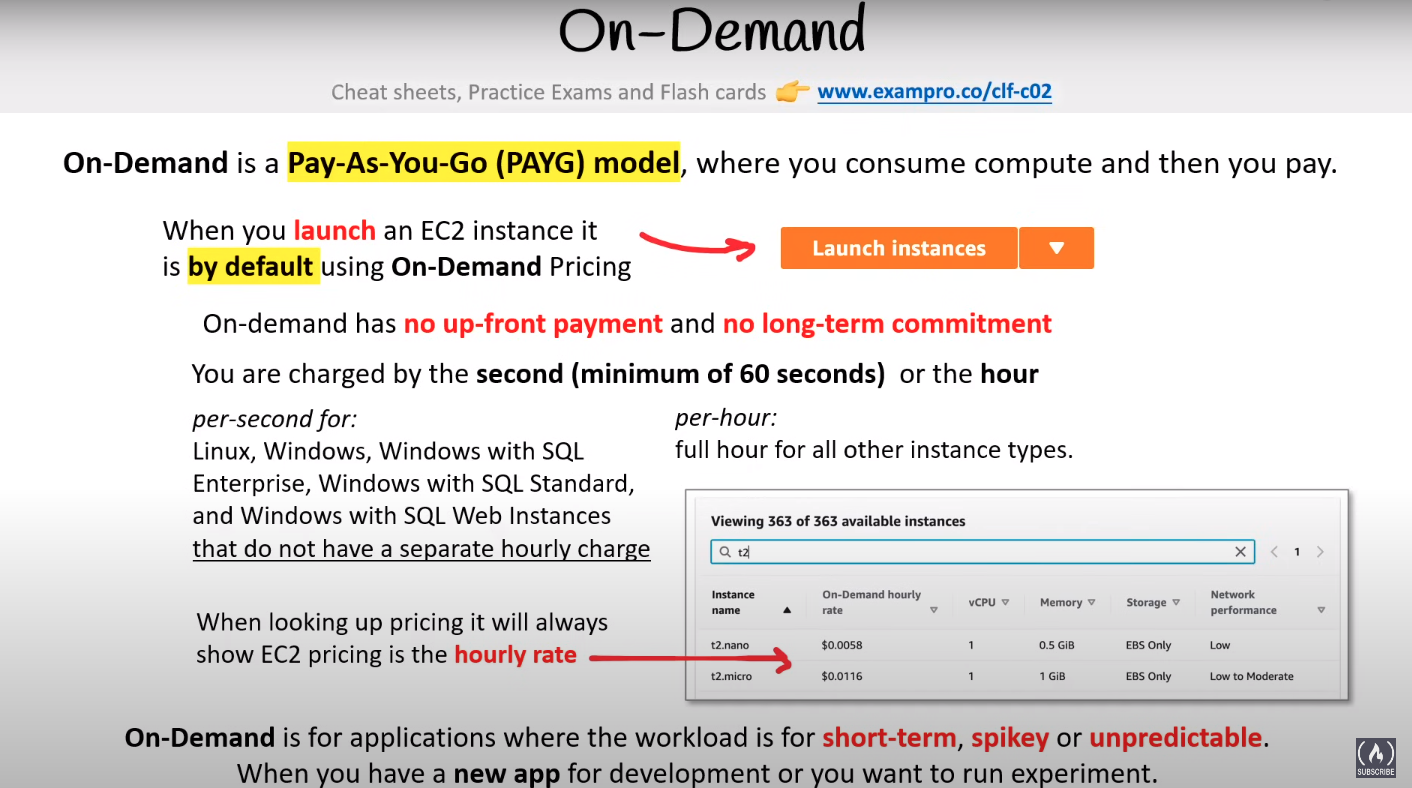 On-Demand
Cheat sheets, Practice Exams and Flash cards 👉 www.exampro.co/clf-c02
On-Demand is a Pay-As-You-Go (PAYG) model, where you consume compute and then you pay.
When you launch an EC2 instance it
is by default using On-Demand Pricing
Launch instances
On-demand has no up-front payment and no long-term commitment
You are charged by the second (minimum of 60 seconds) or the hour
per-second for:
Linux, Windows, Windows with SQL
Enterprise, Windows with SQL Standard,
and Windows with SQL Web Instances
that do not have a separate hourly charge
per-hour:
full hour for all other instance types.
When looking up pricing it will always
show EC2 pricing is the hourly rate
Viewing 363 of 363 available instances
t2
1
Instance name On-Demand hourly rate vCPU Memory Storage Network performance
t2.nano $0.0058 1 0.5 GiB EBS Only Low
t2.micro $0.0116 1 1 GiB EBS Only Low to Moderate
On-Demand is for applications where the workload is for short-term, spikey or unpredictable.
When you have a new app for development or you want to run experiment.
SUBSCRIBE